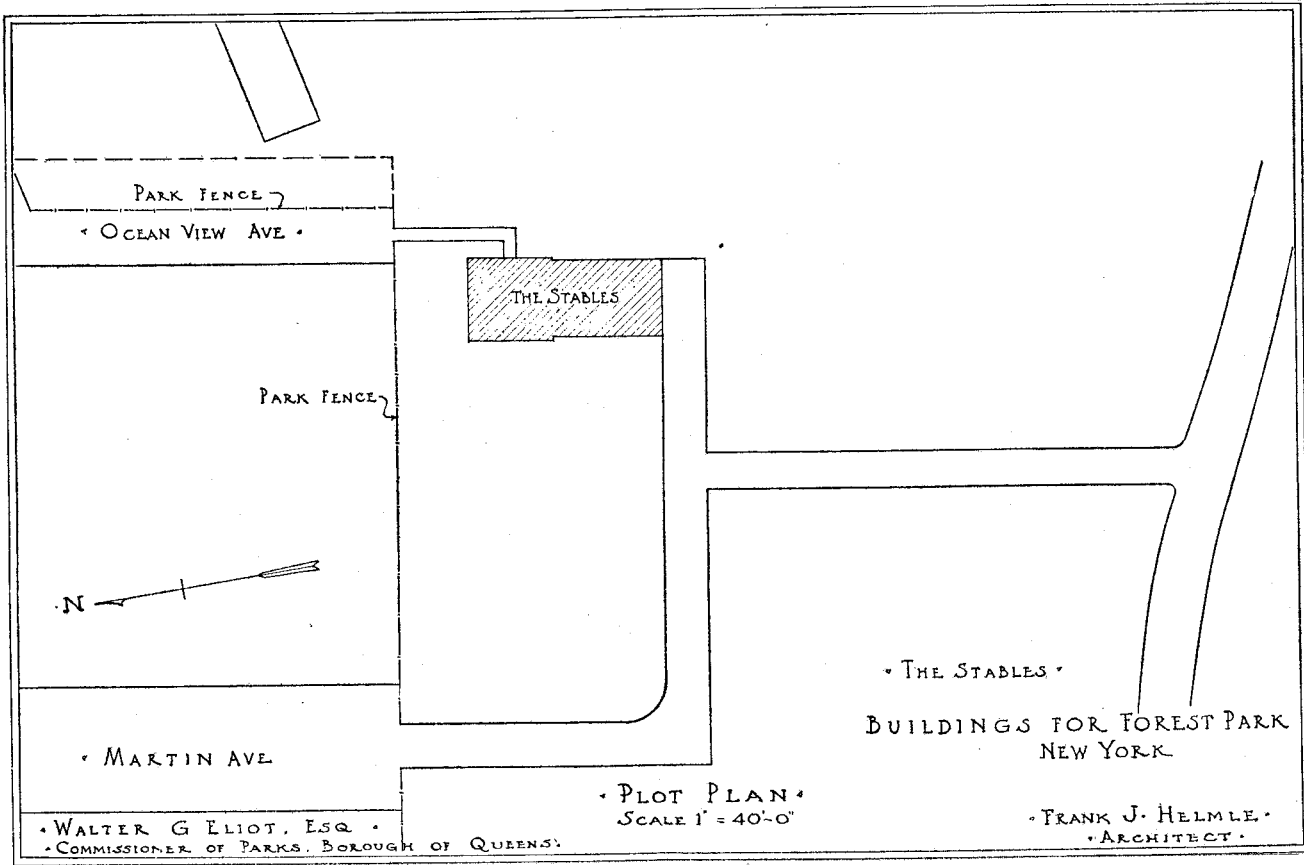 PARK FENCE
· OCEAN VIEW AVE ·
THE STABLES
PARK FENCE
N
· THE STABLES ·
BUILDINGS FOR FOREST PARK
NEW YORK
· MARTIN AVE
· PLOT PLAN ·
SCALE 1" = 40'-0"
· WALTER G ELIOT, ESQ ·
· COMMISSIONER OF PARKS, BOROUGH OF QUEENS.
· FRANK J. HELMLE ·
· ARCHITECT ·